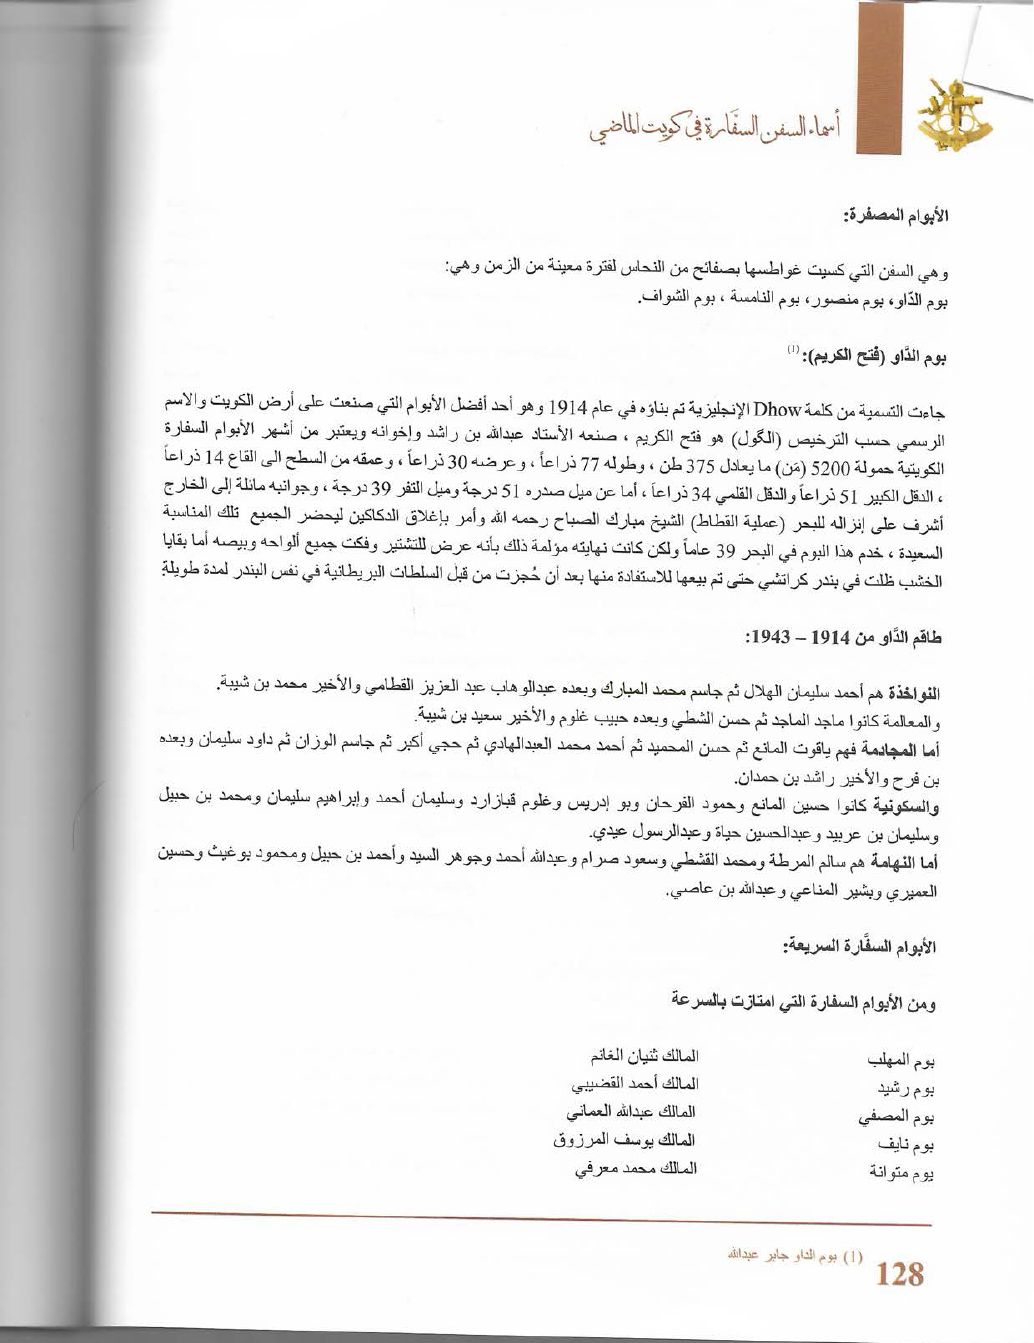 أسماء السفن السفَّارة في كويت الماضي
الأبوام المصفرة:
وهي السفن التي كسيت غواطسها بصفائح من النحاس لفترة معينة من الزمن وهي:
بوم الدّاو، بوم منصور، بوم النامسة ، بوم الشواف.
بوم الدَّاو (فتح الكريم):(1)
جاءت التسمية من كلمة Dhow الإنجليزية تم بناؤه في عام 1914 وهو أحد أفضل الأبوام التي صنعت على أرض الكويت والاسم
الرسمي حسب الترخيص (الگول) هو فتح الكريم ، صنعه الأستاد عبدالله بن راشد وإخوانه ويعتبر من أشهر الأبوام السفارة
الكويتية حمولة 5200 (مَن) ما يعادل 375 طن ، وطوله 77 ذراعاً ، وعرضه 30 ذراعاً ، وعمقه من السطح الى القاع 14 ذراعاً
، الدقل الكبير 51 ذراعاً والدقل القلمي 34 ذراعاً ، أما عن ميل صدره 51 درجة وميل التفر 39 درجة ، وجوانبه مائلة إلى الخارج
أشرف على إنزاله للبحر (عملية القطاط) الشيخ مبارك الصباح رحمه الله وأمر بإغلاق الدكاكين ليحضر الجميع تلك المناسبة
السعيدة ، خدم هذا البوم في البحر 39 عاماً ولكن كانت نهايته مؤلمة ذلك بأنه عرض للتشتير وفكت جميع ألواحه وبيصه أما بقايا
الخشب ظلت في بندر كراتشي حتى تم بيعها للاستفادة منها بعد أن حُجزت من قبل السلطات البريطانية في نفس البندر لمدة طويلة.
طاقم الدَّاو من 1914 – 1943:
النواخذة هم أحمد سليمان الهلال ثم جاسم محمد المبارك وبعده عبدالوهاب عبد العزيز القطامي والأخير محمد بن شيبة.
والمعالمة كانوا ماجد الماجد ثم حسن الشطي وبعده حبيب غلوم والأخير سعيد بن شيبة.
أما المجادمة فهم ياقوت المانع ثم حسن المحميد ثم أحمد محمد العبدالهادي ثم حجي أكبر ثم جاسم الوزان ثم داود سليمان وبعده
بن فرح والأخير راشد بن حمدان.
والسكونية كانوا حسين المانع وحمود الفرحان وبو إدريس وغلوم قبازارد وسليمان أحمد وإبراهيم سليمان ومحمد بن حبيل
وسليمان بن عربيد وعبدالحسين حياة وعبدالرسول عبدي.
أما النهامة هم سالم المرطة ومحمد القشطي وسعود صرام وعبدالله أحمد وجوهر السيد وأحمد بن حبيل ومحمود بوغيث وحسين
العميري وبشير المناعي وعبدالله بن عاصي.
الأبوام السفَّارة السريعة:
ومن الأبوام السفارة التي امتازت بالسرعة
بوم المهلب المالك ثنيان الغانم
بوم رشيد المالك أحمد القضيبي
بوم المصفي المالك عبدالله العماني
بوم نايف المالك يوسف المرزوق
بوم متوانة المالك محمد معرفي
(1) بوم الداو جابر عبدالله
128